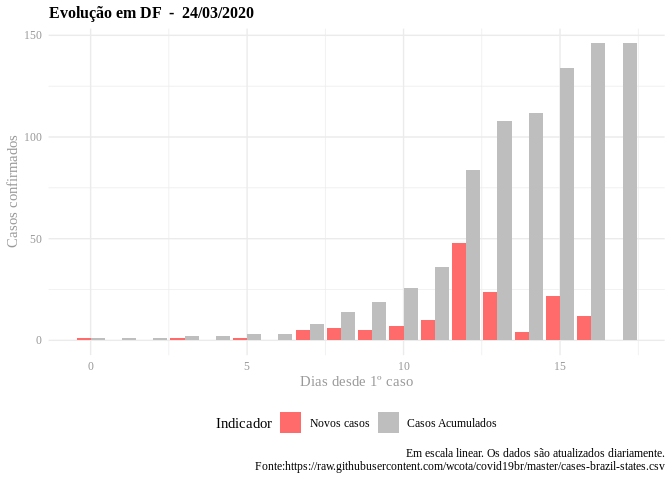 Evolução em DF - 24/03/2020
Casos confirmados
150
100
50
0
0 5 10 15
Dias desde 1º caso
Indicador Novos casos Casos Acumulados
Em escala linear. Os dados são atualizados diariamente.
Fonte:https://raw.githubusercontent.com/wcota/covid19br/master/cases-brazil-states.csv